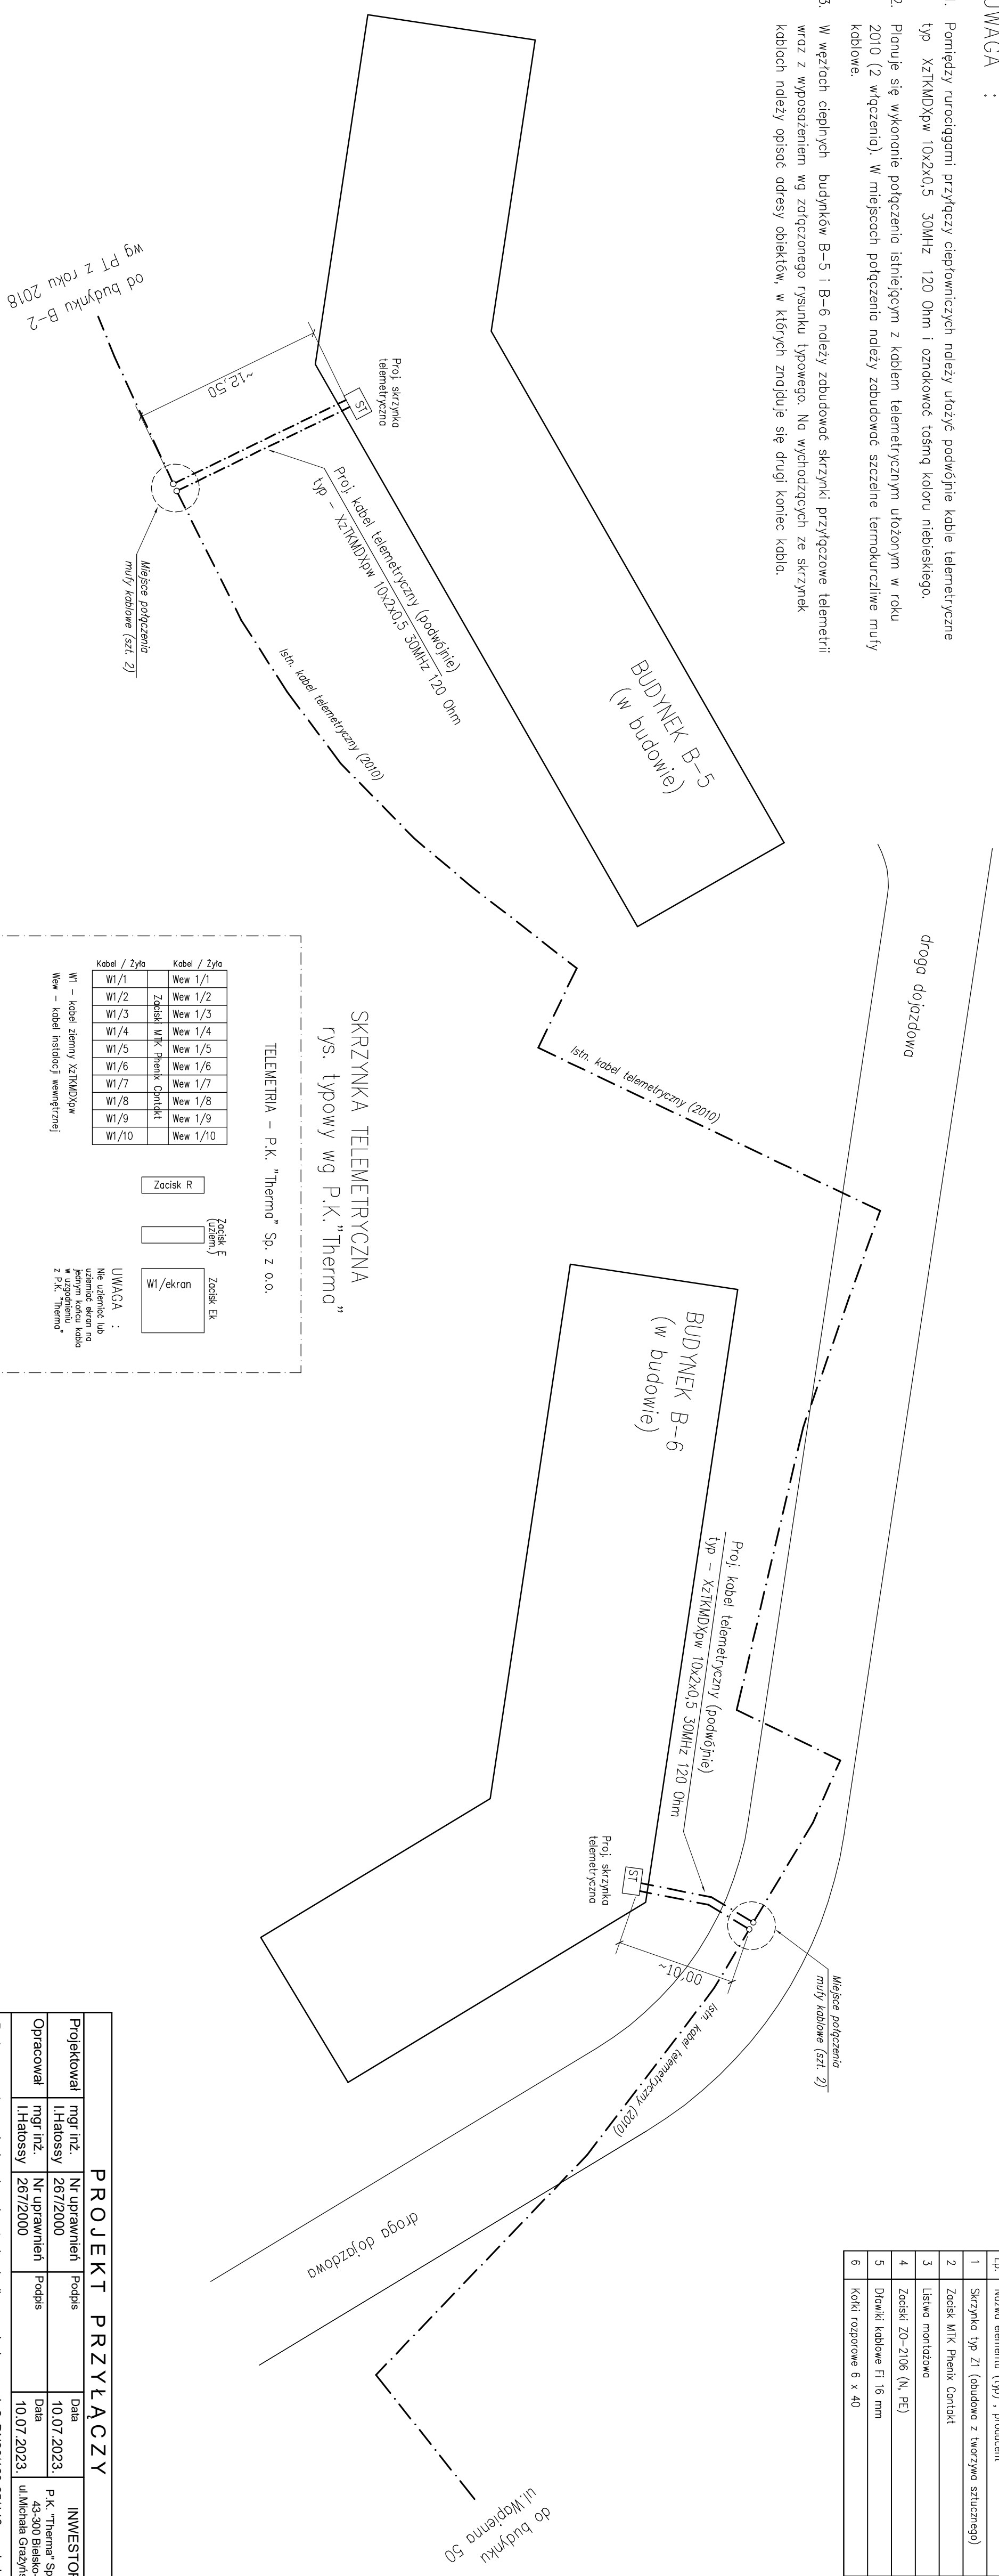 UWAGA :
1. Pomiędzy rurociągami przyłączy ciepłowniczych należy ułożyć podwójnie kable telemetryczne
typ XzTKMDXpw 10x2x0,5 30MHz 120 Ohm i oznakować taśmą koloru niebieskiego.
2. Planuje się wykonanie połączenia istniejącym z kablem telemetrycznym ułożonym w roku
2010 (2 włączenia). W miejscach połączenia należy zabudować szczelne termokurczliwe mufy
kablowe.
3. W węzłach cieplnych budynków B-5 i B-6 należy zabudować skrzynki przyłączowe telemetrii
wraz z wyposażeniem wg załączonego rysunku typowego. Na wychodzących ze skrzynek
kablach należy opisać adresy obiektów, w których znajduje się drugi koniec kabla.
BUDYNEK B-5
(w budowie)
Proj. skrzynka
telemetryczna
ST
~12,50
od budynku B-2
wg PT z roku 2018
Proj. kabel telemetryczny (podwójnie)
typ - XzTKMDXpw 10x2x0,5 30MHz 120 Ohm
Miejsce połączenia
mufy kablowe (szt. 2)
Istn. kabel telemetryczny (2010)
droga dojazdowa
Istn. kabel telemetryczny (2010)
SKRZYNKA TELEMETRYCZNA
rys. typowy wg P.K."Therma"
TELEMETRIA - P.K. "Therma" Sp. z o.o.
Kabel / Żyła
Wew 1/1
Wew 1/2
Wew 1/3
Wew 1/4
Wew 1/5
Wew 1/6
Wew 1/7
Wew 1/8
Wew 1/9
Wew 1/10
Zaciski MTK Phenix Contakt
Kabel / Żyła
W1/1
W1/2
W1/3
W1/4
W1/5
W1/6
W1/7
W1/8
W1/9
W1/10
W1 - kabel ziemny XzTKMDXpw
Wew - kabel instalacji wewnętrznej
Zacisk R
Zacisk E
(uziem.)
Zacisk Ek
W1/ekran
UWAGA :
Nie uziemiać lub
uziemiać ekran na
jednym końcu kabla
w uzgodnieniu
z P.K. "Therma"
BUDYNEK B-6
(w budowie)
Proj. kabel telemetryczny (podwójnie)
typ - XzTKMDXpw 10x2x0,5 30MHz 120 Ohm
Proj. skrzynka
telemetryczna
ST
~10,00
Miejsce połączenia
mufy kablowe (szt. 2)
Istn. kabel telemetryczny (2010)
droga dojazdowa
do budynku
ul.Wapienna 50
Lp. Nazwa elementu (typ) , producent
1 Skrzynka typ Z1 (obudowa z tworzywa sztucznego)
2 Zacisk MTK Phenix Contakt
3 Listwa montażowa
4 Zaciski ZO-2106 (N, PE)
5 Dławiki kablowe Fi 16 mm
6 Kołki rozporowe 6 x 40
PROJEKT PRZYŁĄCZY
Projektował mgr inż. I.Hatossy Nr uprawnień 267/2000 Podpis Data 10.07.2023.
Opracował mgr inż. I.Hatossy Nr uprawnień 267/2000 Podpis Data 10.07.2023.
P.K. "Therma" Sp